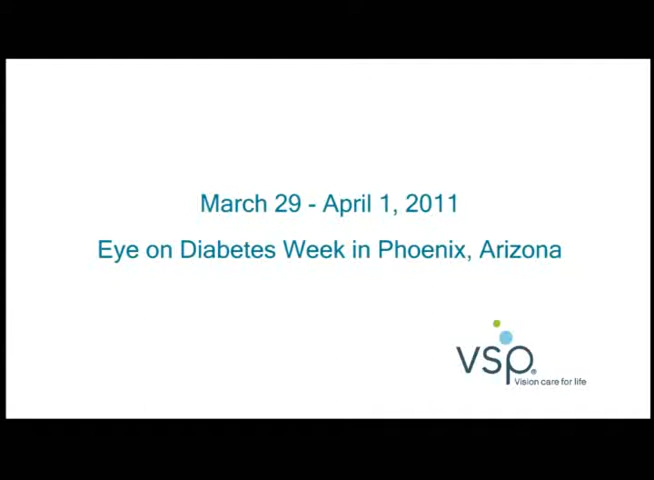 March 29 - April 1, 2011
Eye on Diabetes Week in Phoenix, Arizona
vsp®
Vision care for life